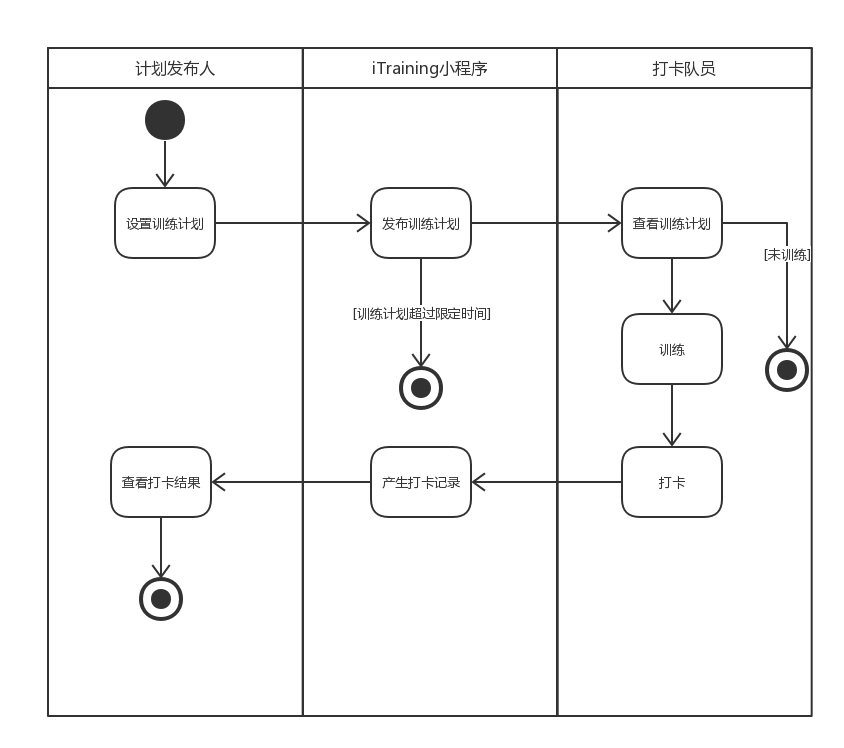 计划发布人
iTraining小程序
打卡队员
设置训练计划
发布训练计划
查看训练计划
[未训练]
[训练计划超过限定时间]
训练
查看打卡结果
产生打卡记录
打卡